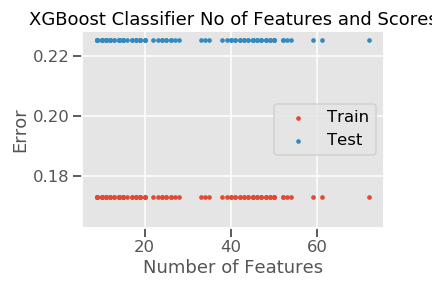 XGBoost Classifier No of Features and Scores
0.22
0.20
0.18
Error
Train
Test
20
40
60
Number of Features